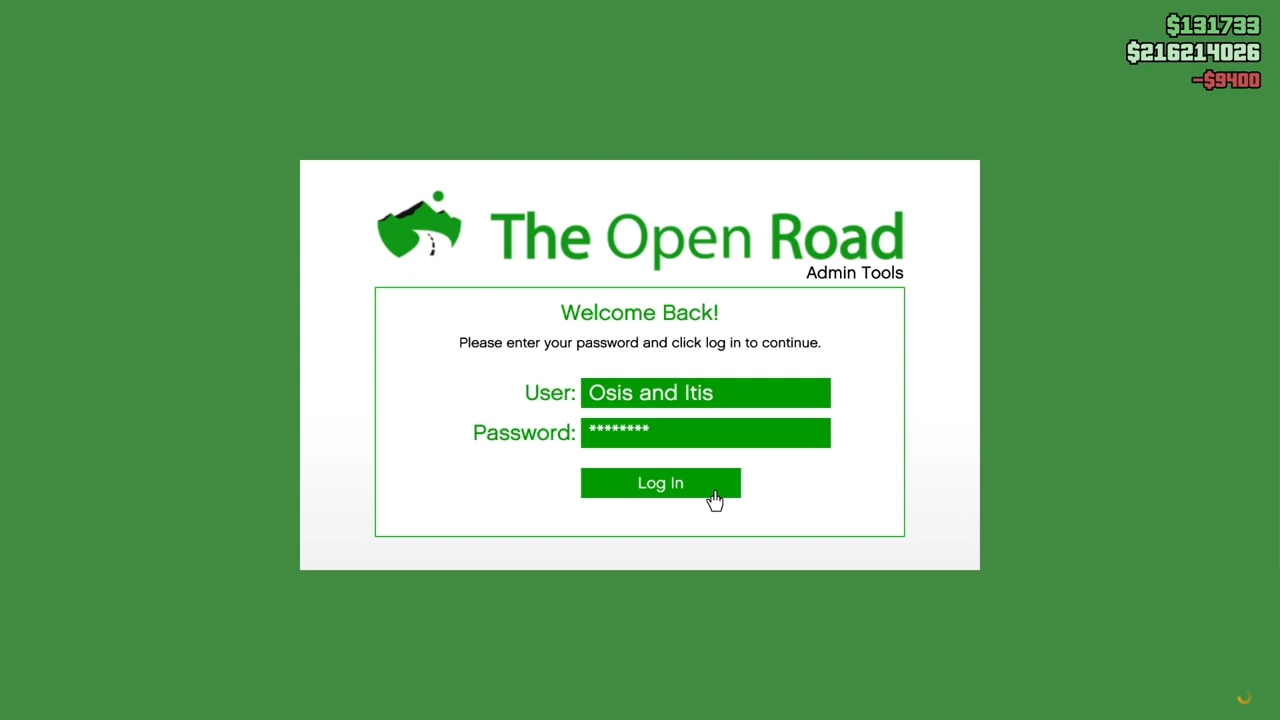 $131733
$216214026
-$9400
The Open Road
Admin Tools
Welcome Back!
Please enter your password and click log in to continue.
User: Osis and Itis
Password: ********
Log In